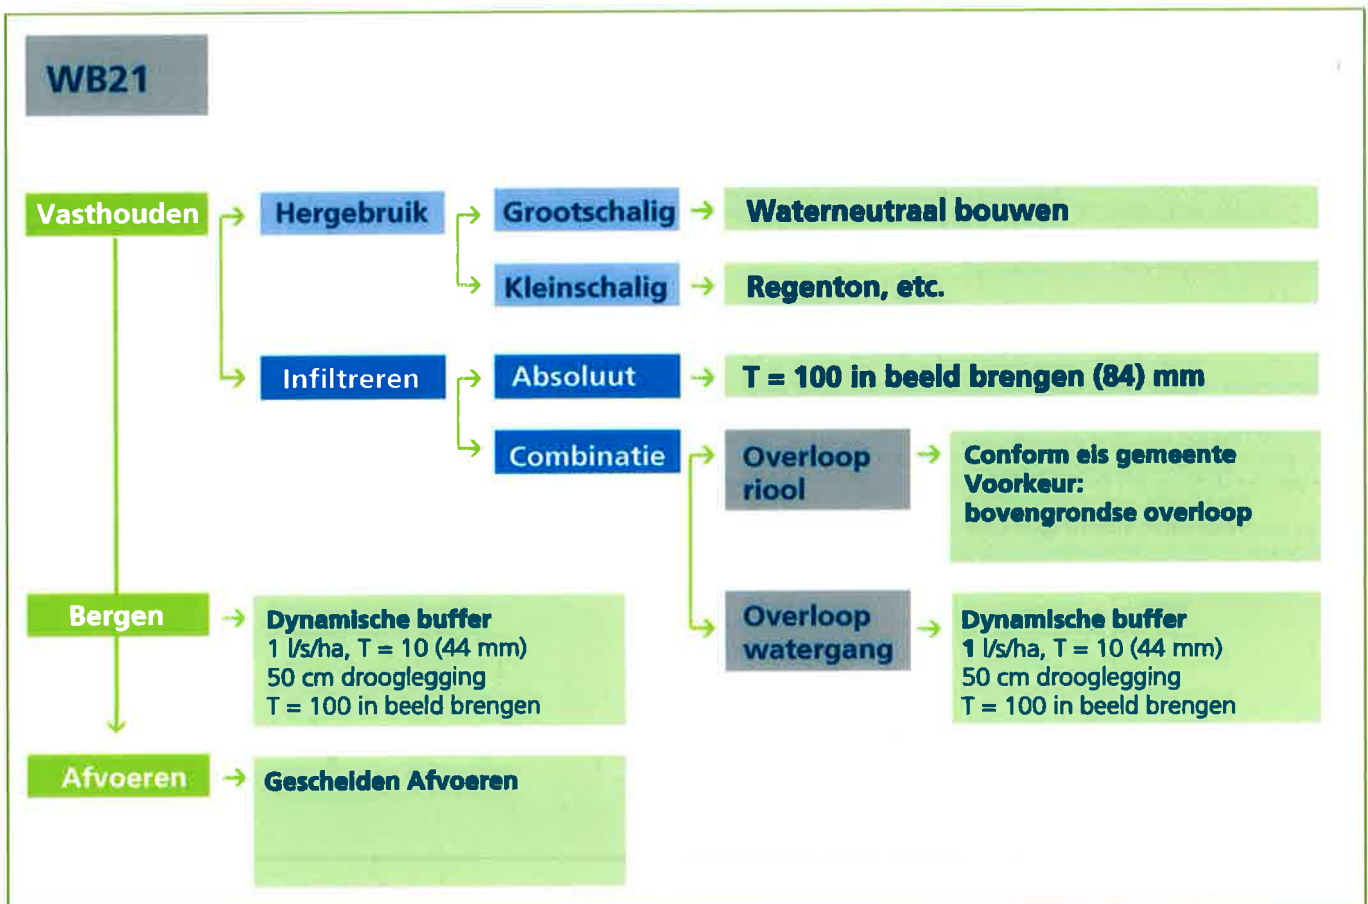 WB21
Vasthouden
Hergebruik
Grootschalig
Waterneutraal bouwen
Kleinschalig
Regenton, etc.
Infiltreren
Absoluut
T = 100 in beeld brengen (84) mm
Combinatie
Overloop
riool
Conform eis gemeente
Voorkeur:
bovengrondse overloop
Overloop
watergang
Dynamische buffer
1 l/s/ha, T = 10 (44 mm)
50 cm drooglegging
T = 100 in beeld brengen
Bergen
Dynamische buffer
1 l/s/ha, T = 10 (44 mm)
50 cm drooglegging
T = 100 in beeld brengen
Afvoeren
Gescheiden Afvoeren